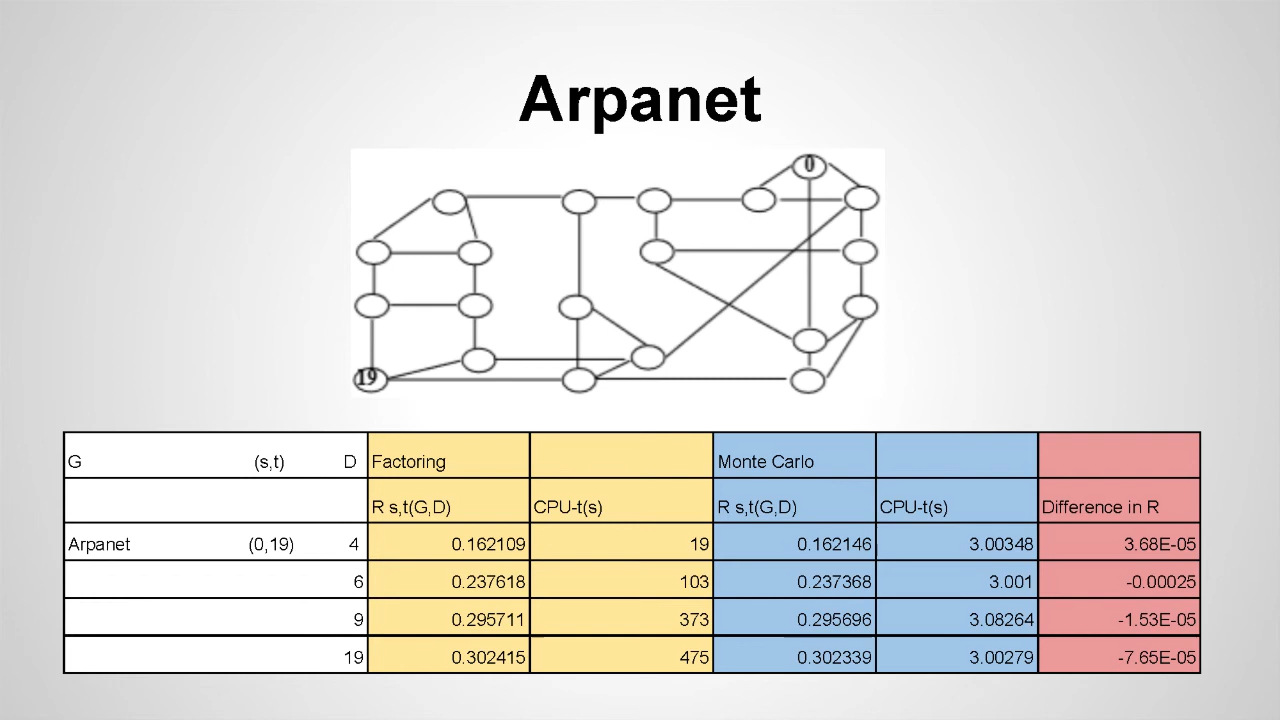 Arpanet
0
19
G (s,t) D Factoring Monte Carlo
R s,t(G,D) CPU-t(s) R s,t(G,D) CPU-t(s) Difference in R
Arpanet (0,19) 4 0.162109 19 0.162146 3.00348 3.68E-05
6 0.237618 103 0.237368 3.001 -0.00025
9 0.295711 373 0.295696 3.08264 -1.53E-05
19 0.302415 475 0.302339 3.00279 -7.65E-05